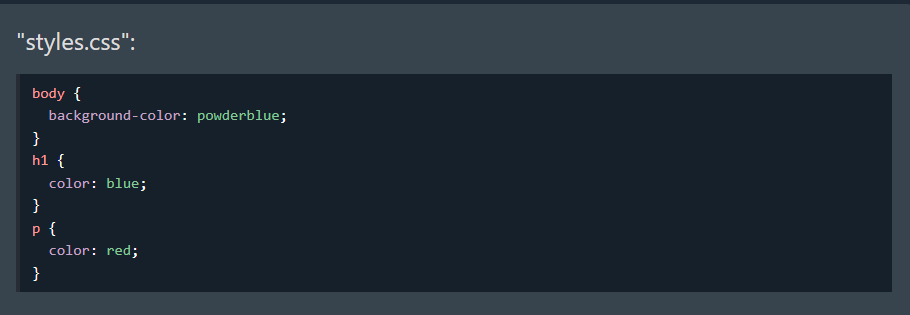 "styles.css":
body {
  background-color: powderblue;
}
h1 {
  color: blue;
}
p {
  color: red;
}